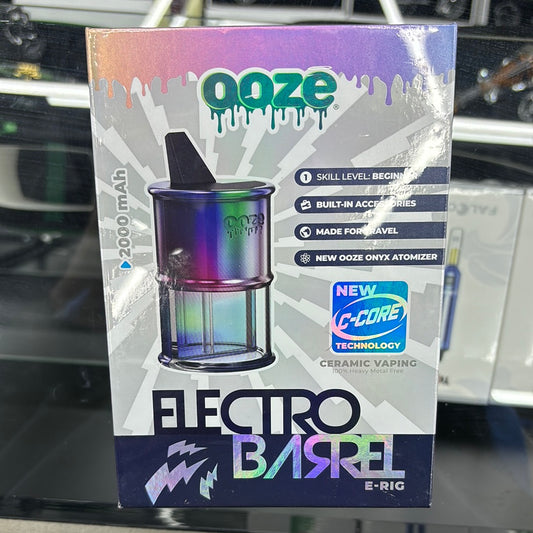 ooze®
2000 mAh
ooze
1 SKILL LEVEL: BEGINNER
BUILT-IN ACCESSORIES
MADE FOR TRAVEL
NEW OOZE ONYX ATOMIZER
NEW
C-CORE
TECHNOLOGY
CERAMIC VAPING
100% Heavy Metal Free
ELECTRO
BARREL
E-RIG